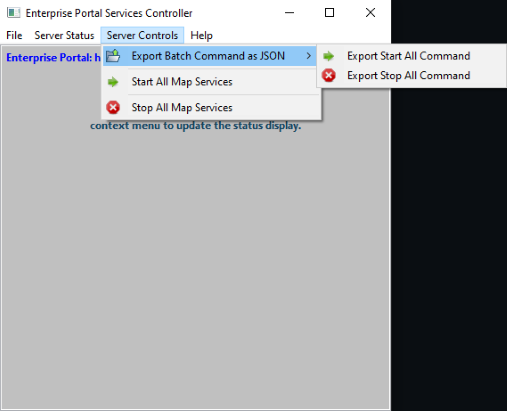 Enterprise Portal Services Controller
File Server Status Server Controls Help
Enterprise Portal: h
Export Batch Command as JSON
Export Start All Command
Export Stop All Command
Start All Map Services
Stop All Map Services
context menu to update the status display.